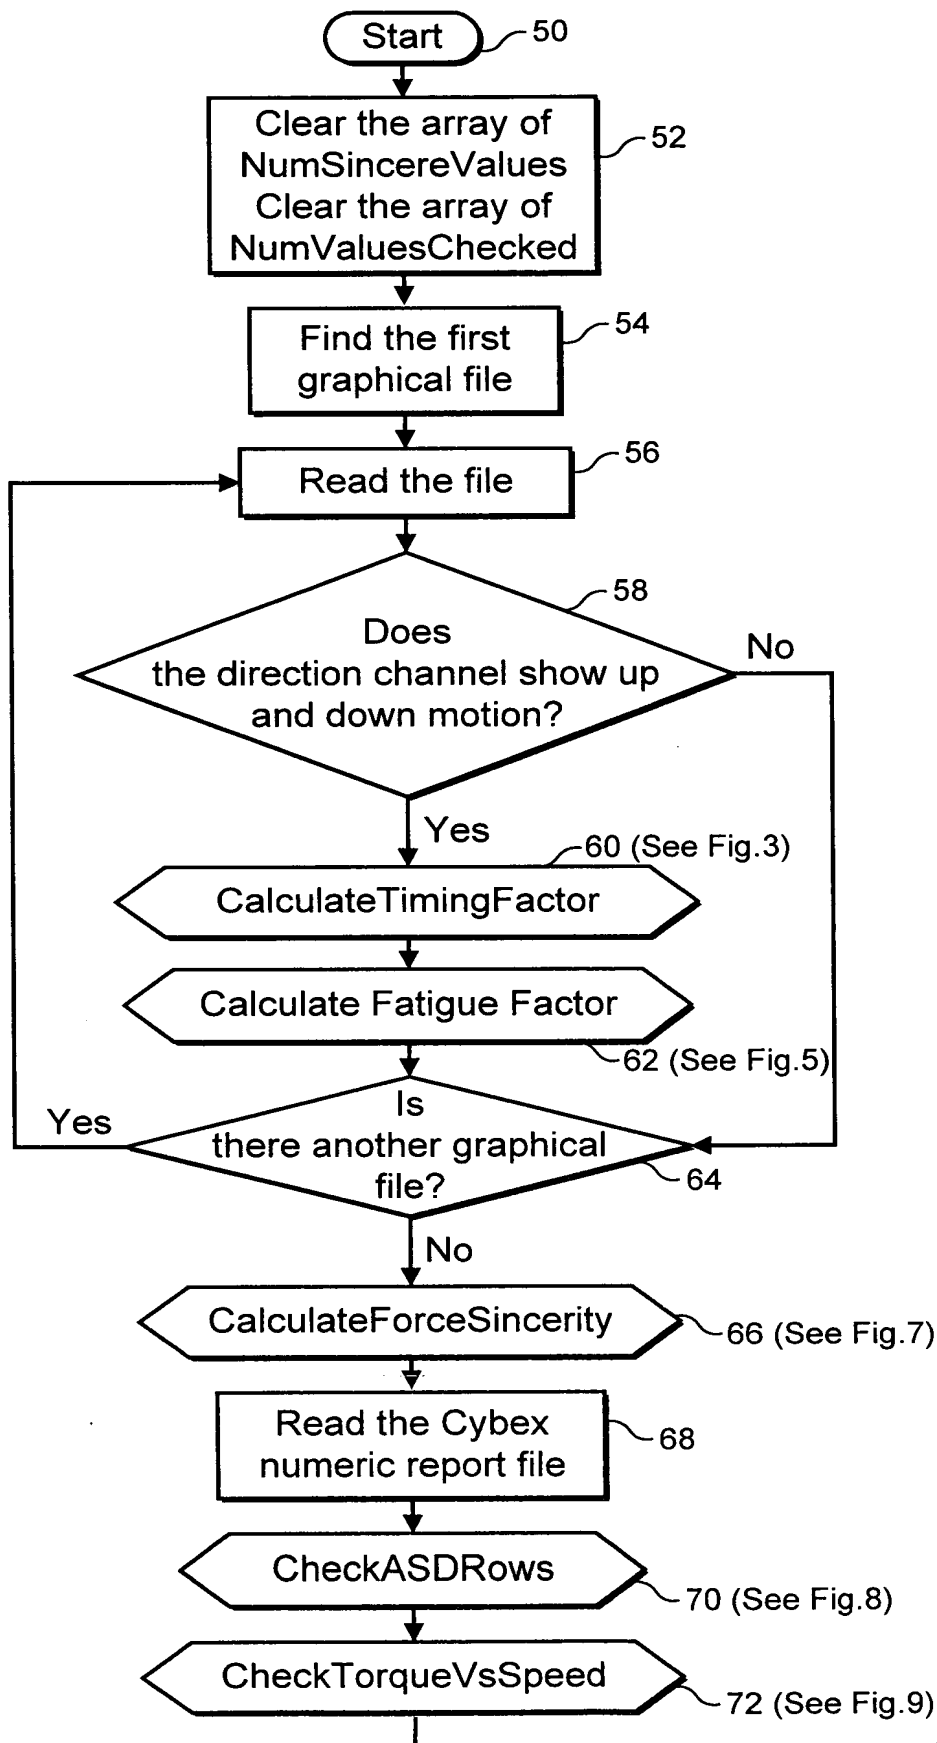 Start
50
Clear the array of
NumSincereValues
Clear the array of
NumValuesChecked
52
Find the first
graphical file
54
Read the file
56
58
Does
the direction channel show up
and down motion?
No
Yes
60 (See Fig.3)
CalculateTimingFactor
Calculate Fatigue Factor
62 (See Fig.5)
Is
there another graphical
file?
Yes
64
No
CalculateForceSincerity
66 (See Fig.7)
Read the Cybex
numeric report file
68
CheckASDRows
70 (See Fig.8)
CheckTorqueVsSpeed
72 (See Fig.9)